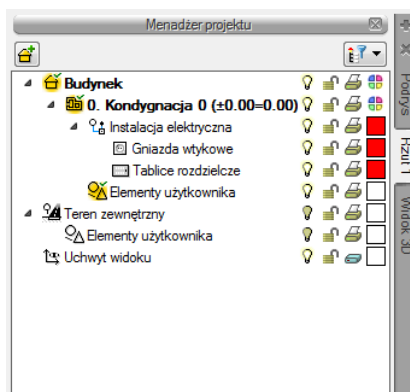 Menadżer projektu
Budynek
0. Kondygnacja 0 (±0.00=0.00)
Instalacja elektryczna
Gniazda wtykowe
Tablice rozdzielcze
Elementy użytkownika
Teren zewnętrzny
Elementy użytkownika
Uchwyt widoku
Podrys
Rzut 1
Widok 3D